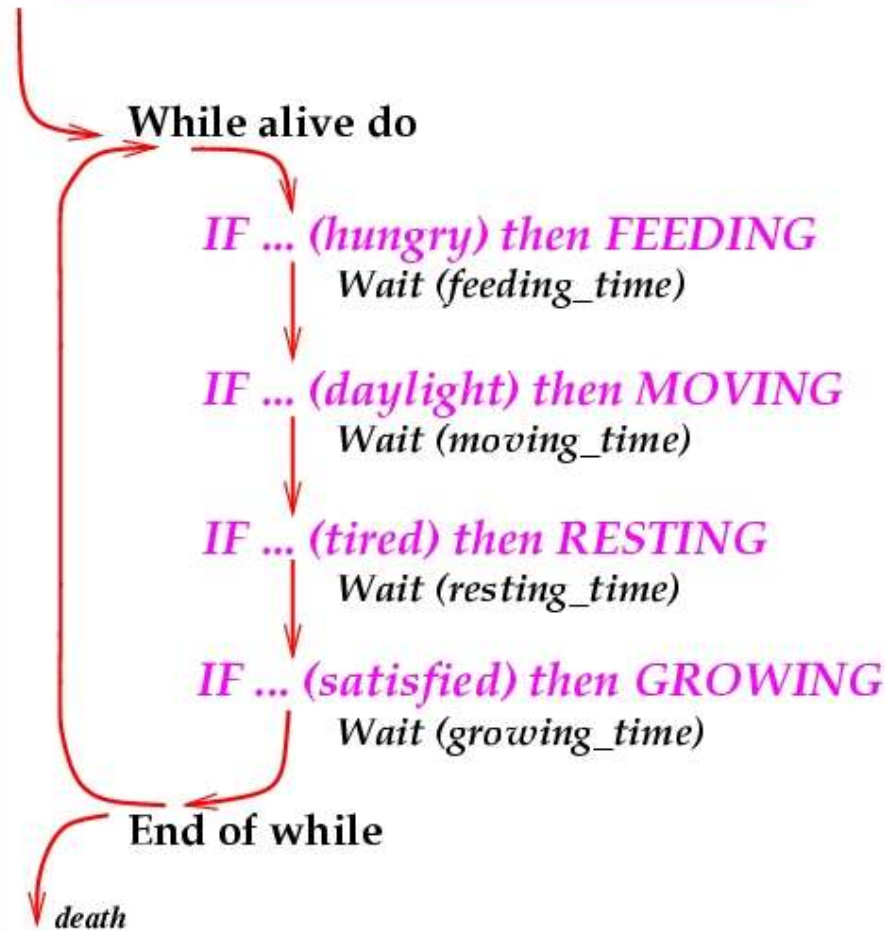 While alive do
IF ... (hungry) then FEEDING
Wait (feeding_time)
IF ... (daylight) then MOVING
Wait (moving_time)
IF ... (tired) then RESTING
Wait (resting_time)
IF ... (satisfied) then GROWING
Wait (growing_time)
End of while
death